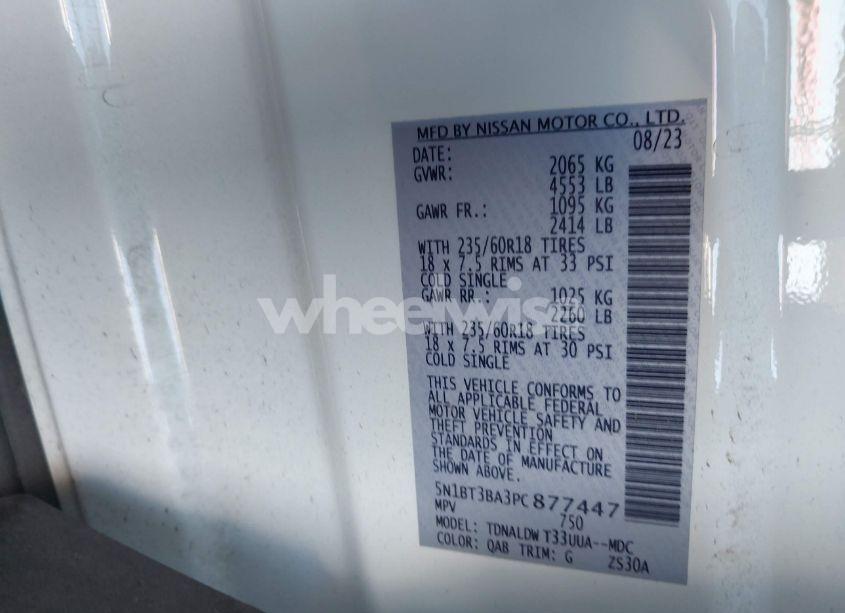 MFD BY NISSAN MOTOR CO., LTD.
DATE: 08/23
GVWR: 2065 KG
4553 LB
GAWR FR.: 1095 KG
2414 LB
WITH 235/60R18 TIRES
18 x 7.5 RIMS AT 33 PSI
COLD SINGLE
GAWR RR.: 1025 KG
2260 LB
WITH 235/60R18 TIRES
18 x 7.5 RIMS AT 30 PSI
COLD SINGLE
THIS VEHICLE CONFORMS TO
ALL APPLICABLE FEDERAL
MOTOR VEHICLE SAFETY AND
THEFT PREVENTION
STANDARDS IN EFFECT ON
THE DATE OF MANUFACTURE
SHOWN ABOVE.
5N1BT3BA3PC877447
MPV 750
MODEL: TDNALDW T33UUA--MDC
COLOR: QAB TRIM: G ZS30A
wheelwise